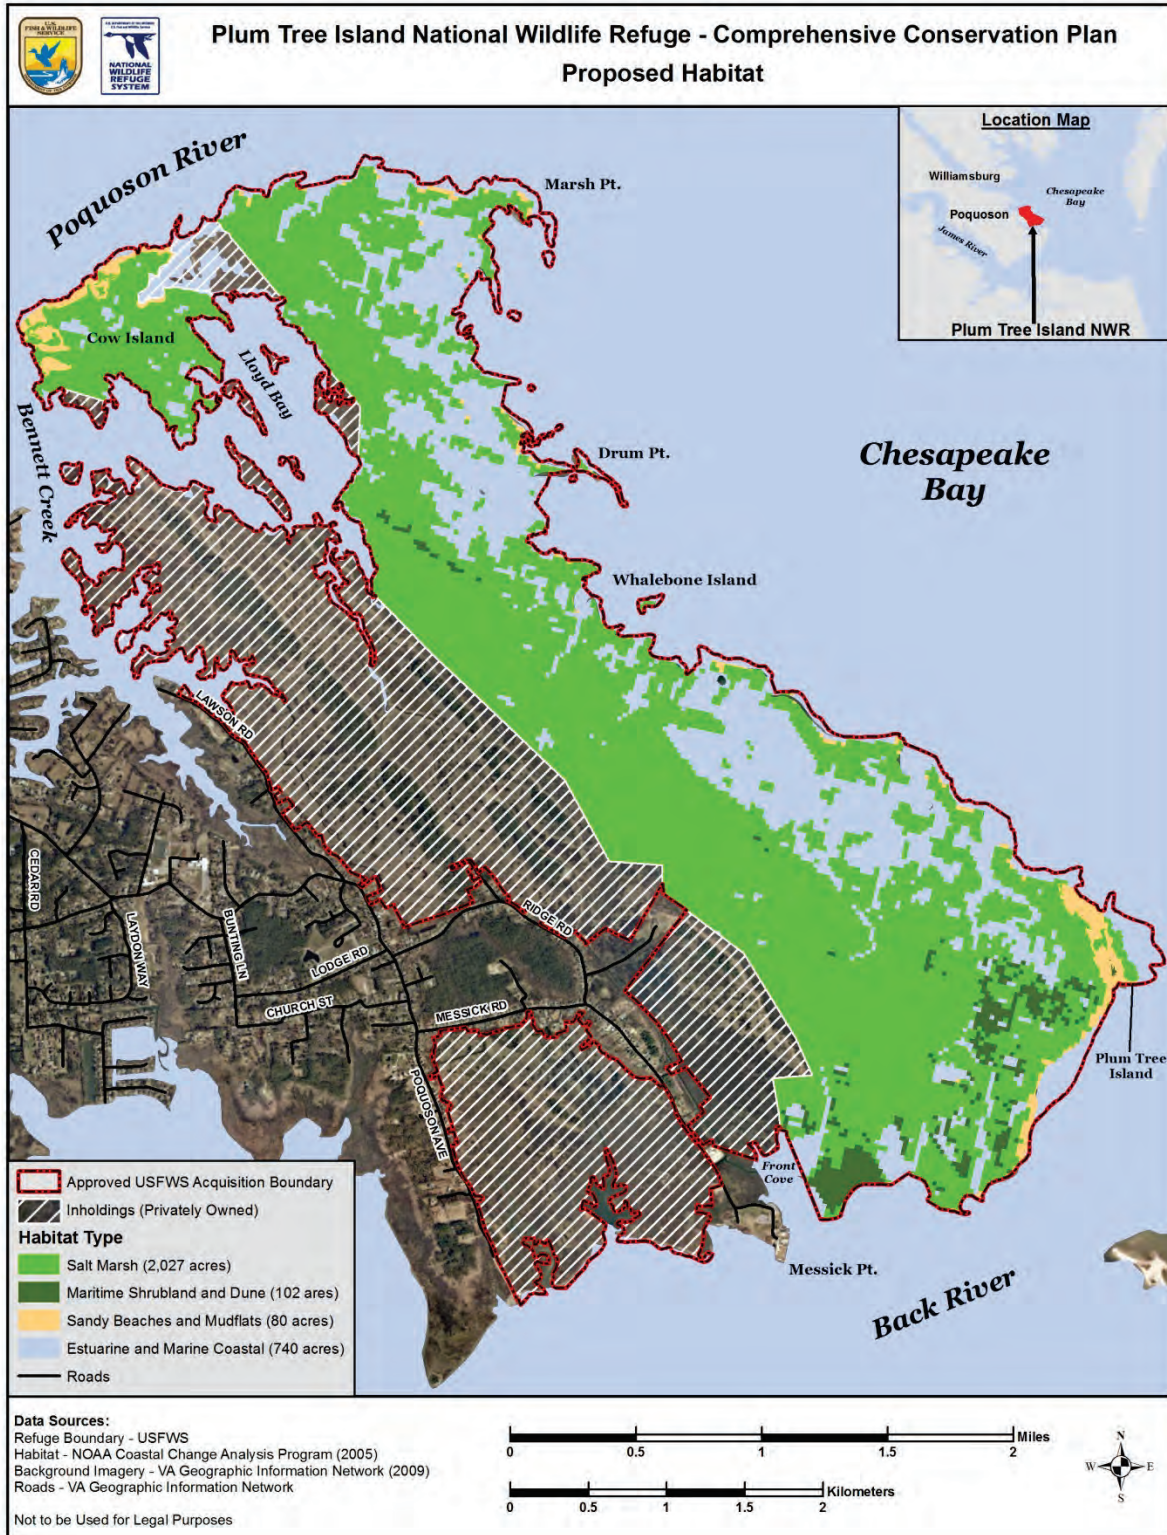 U.S.
FISH & WILDLIFE
SERVICE
NATIONAL
WILDLIFE
REFUGE
SYSTEM
Plum Tree Island National Wildlife Refuge - Comprehensive Conservation Plan
Proposed Habitat
Location Map
Williamsburg
Chesapeake
Bay
Poquoson
James River
Plum Tree Island NWR
Poquoson River
Marsh Pt.
Cow Island
Lloyd Bay
Bennett Creek
Drum Pt.
Chesapeake
Bay
Whalebone Island
LAWSON RD
CEDAR RD
LAYDON WAY
BUNTING LN
LODGE RD
RIDGE RD
CHURCH ST
MESSICK RD
POQUOSON AVE
Plum Tree
Island
Front
Cove
Messick Pt.
Back River
Approved USFWS Acquisition Boundary
Inholdings (Privately Owned)
Habitat Type
Salt Marsh (2,027 acres)
Maritime Shrubland and Dune (102 ares)
Sandy Beaches and Mudflats (80 acres)
Estuarine and Marine Coastal (740 acres)
Roads
Data Sources:
Refuge Boundary - USFWS
Habitat - NOAA Coastal Change Analysis Program (2005)
Background Imagery - VA Geographic Information Network (2009)
Roads - VA Geographic Information Network
Not to be Used for Legal Purposes
Miles
0 0.5 1 1.5 2
Kilometers
0 0.5 1 1.5 2
N
W E
S